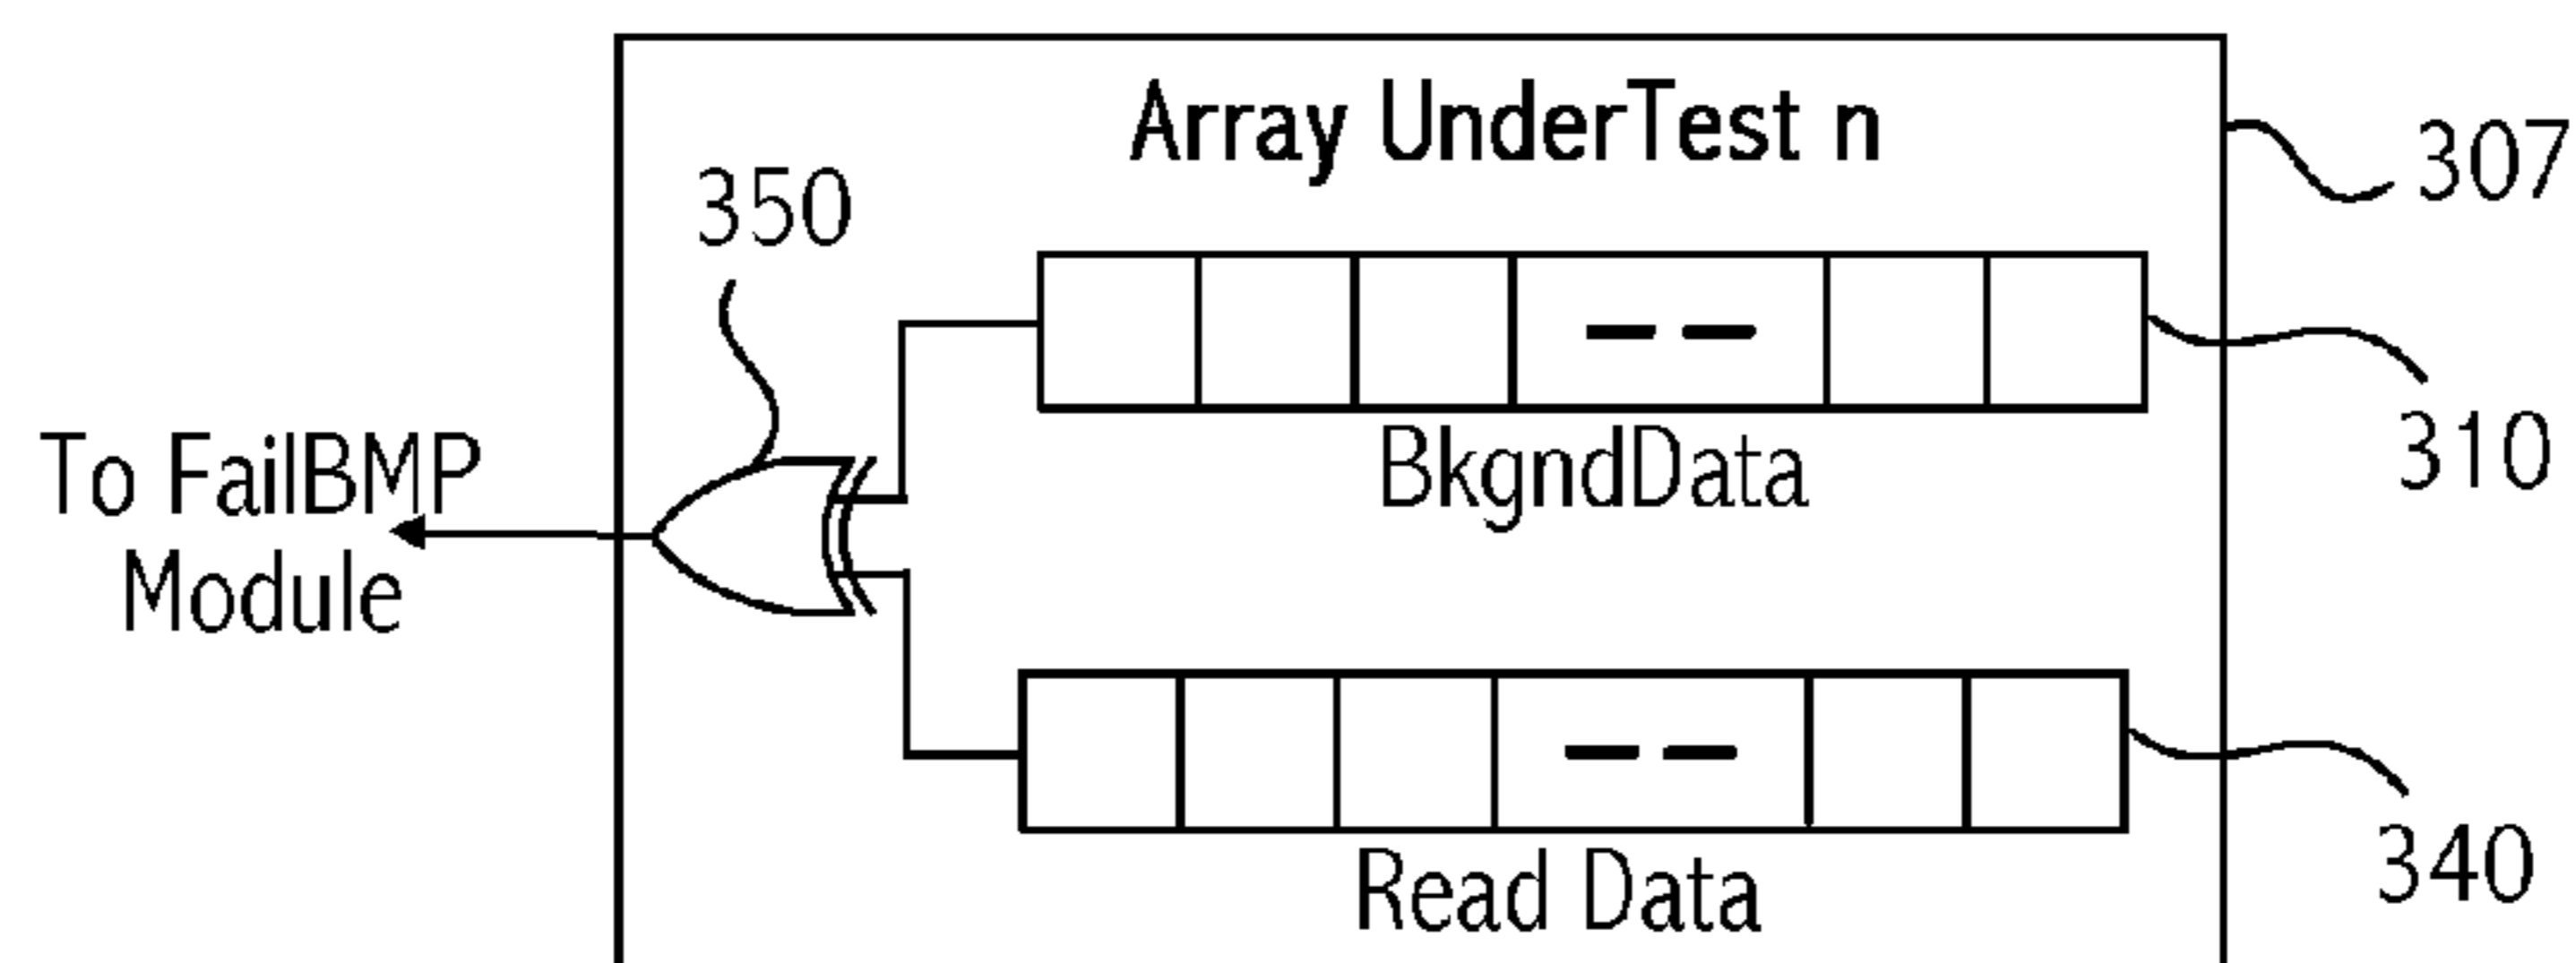 Array UnderTest n
307
350
310
BkgndData
To FailBMP
Module
340
Read Data